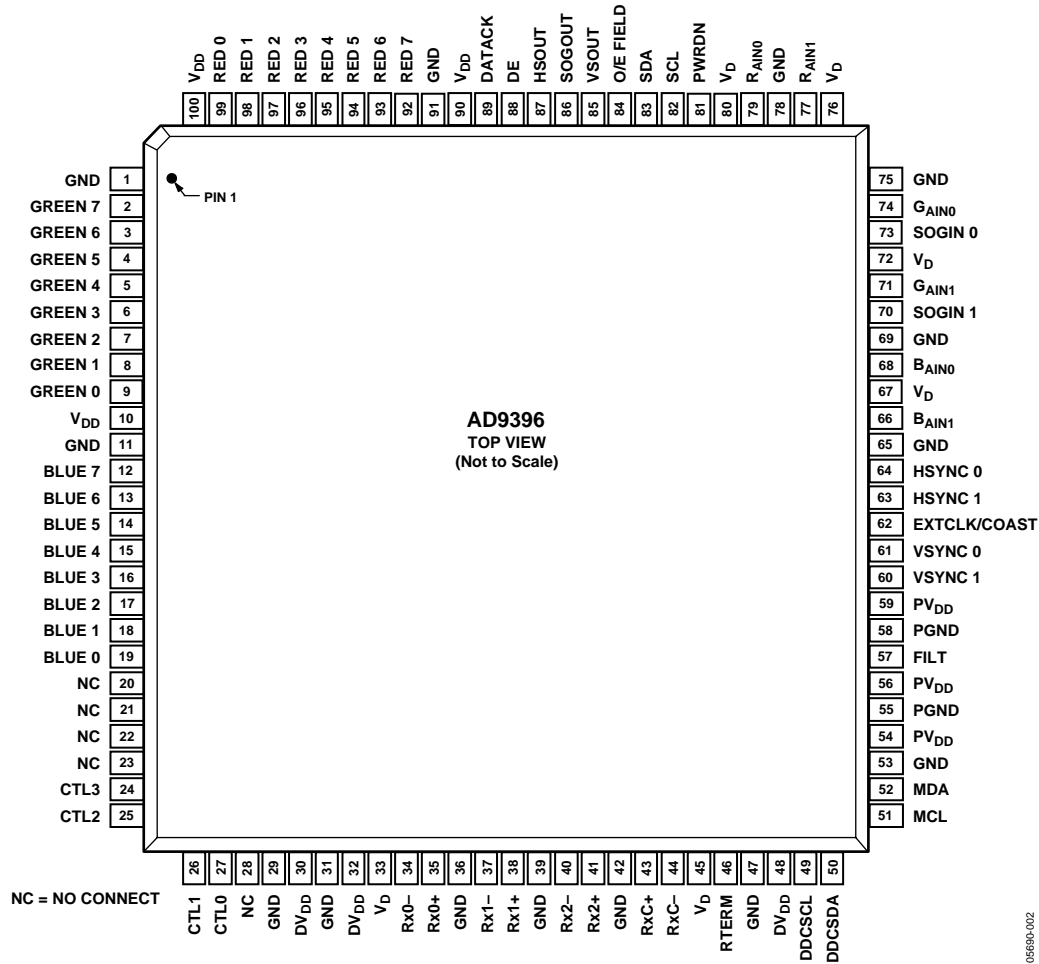 VDD
RED 0
RED 1
RED 2
RED 3
RED 4
RED 5
RED 6
RED 7
GND
VDD
DATACK
DE
HSOUT
SOGOUT
VSOUT
O/E FIELD
SDA
SCL
PWRDN
VD
RAIN0
GND
RAIN1
VD
100 99 98 97 96 95 94 93 92 91 90 89 88 87 86 85 84 83 82 81 80 79 78 77 76
GND 1
GREEN 7 2
GREEN 6 3
GREEN 5 4
GREEN 4 5
GREEN 3 6
GREEN 2 7
GREEN 1 8
GREEN 0 9
VDD 10
GND 11
BLUE 7 12
BLUE 6 13
BLUE 5 14
BLUE 4 15
BLUE 3 16
BLUE 2 17
BLUE 1 18
BLUE 0 19
NC 20
NC 21
NC 22
NC 23
CTL3 24
CTL2 25
PIN 1
AD9396
TOP VIEW
(Not to Scale)
75 GND
74 GAIN0
73 SOGIN 0
72 VD
71 GAIN1
70 SOGIN 1
69 GND
68 BAIN0
67 VD
66 BAIN1
65 GND
64 HSYNC 0
63 HSYNC 1
62 EXTCLK/COAST
61 VSYNC 0
60 VSYNC 1
59 PVDD
58 PGND
57 FILT
56 PVDD
55 PGND
54 PVDD
53 GND
52 MDA
51 MCL
26 27 28 29 30 31 32 33 34 35 36 37 38 39 40 41 42 43 44 45 46 47 48 49 50
CTL1
CTL0
NC
GND
DVDD
GND
DVDD
VD
Rx0–
Rx0+
GND
Rx1–
Rx1+
GND
Rx2–
Rx2+
GND
RxC+
RxC–
VD
RTERM
GND
DVDD
DDCSCL
DDCSDA
NC = NO CONNECT
05690-002